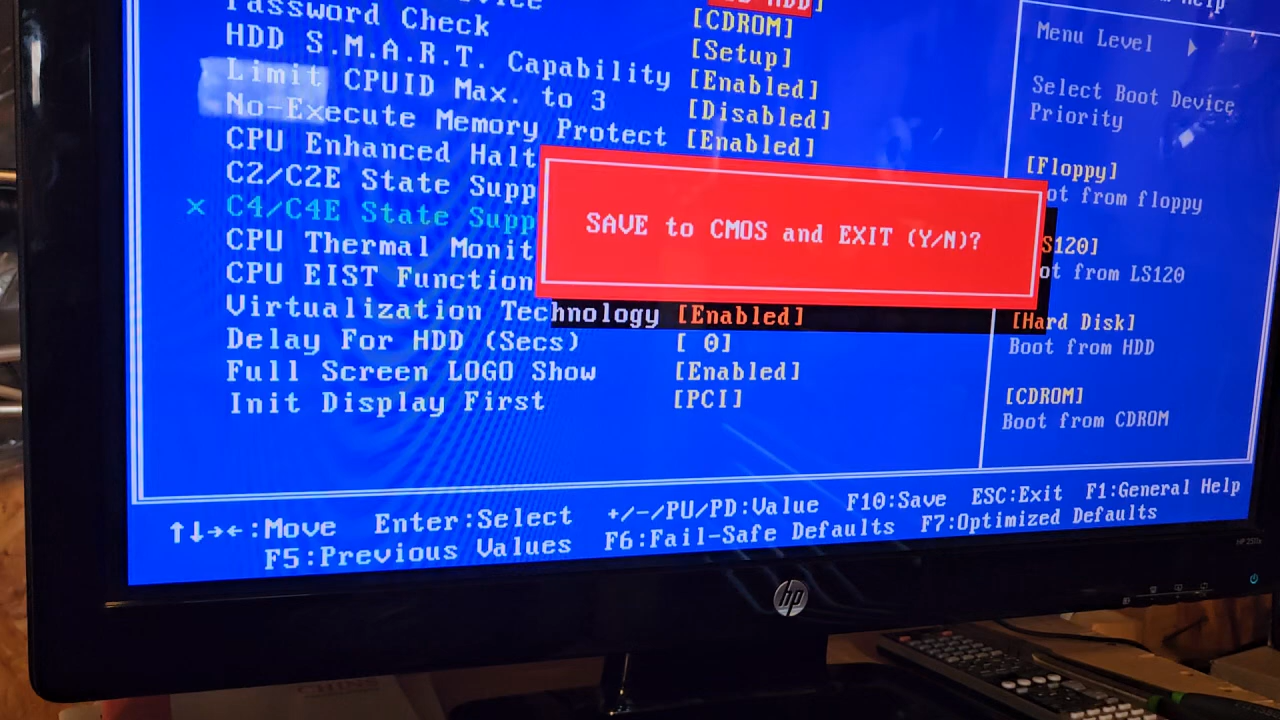 Password Check [CDROM]
HDD S.M.A.R.T. Capability [Setup]
Limit CPUID Max. to 3 [Enabled]
No-Execute Memory Protect [Disabled]
CPU Enhanced Halt [Enabled]
C2/C2E State Supp
X C4/C4E State Supp
CPU Thermal Monit
CPU EIST Function
Virtualization Technology [Enabled]
Delay For HDD (Secs) [ 0]
Full Screen LOGO Show [Enabled]
Init Display First [PCI]
SAVE to CMOS and EXIT (Y/N)?
Help
Menu Level
Select Boot Device
Priority
[Floppy]
ot from floppy
S120]
ot from LS120
[Hard Disk]
Boot from HDD
[CDROM]
Boot from CDROM
↑↓→←:Move Enter:Select +/-/PU/PD:Value F10:Save ESC:Exit F1:General Help
F5:Previous Values F6:Fail-Safe Defaults F7:Optimized Defaults
hp